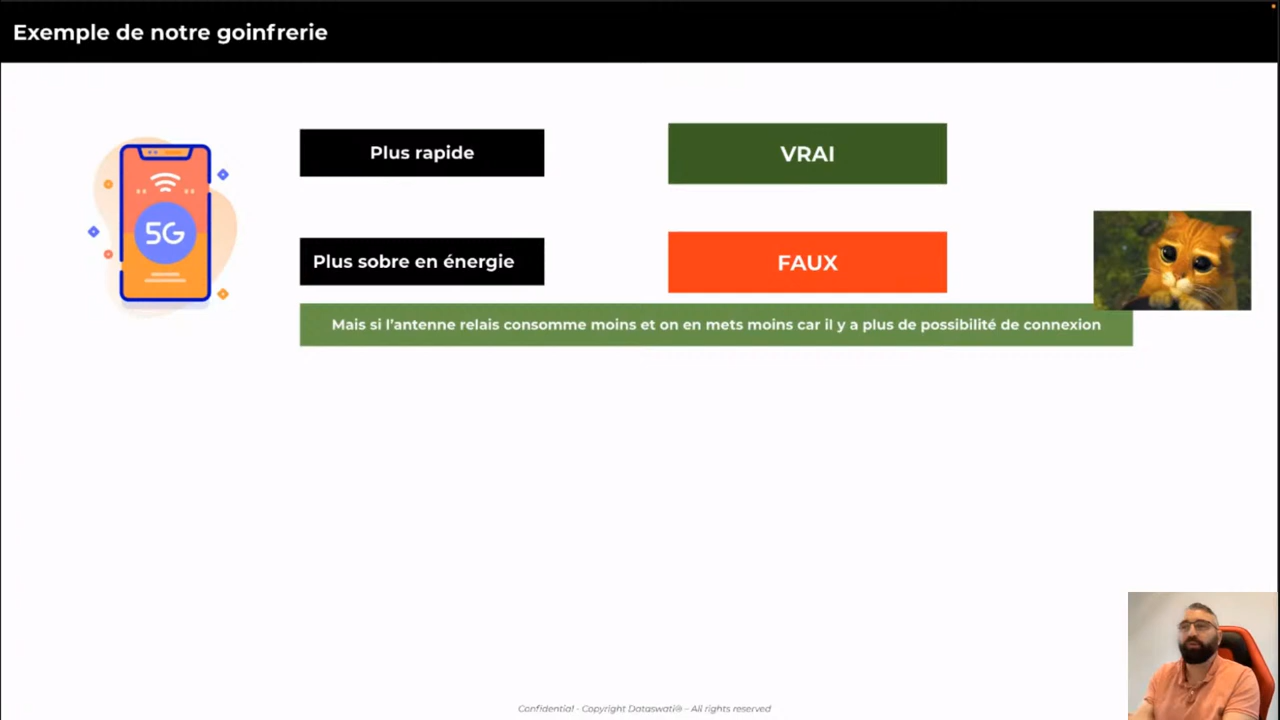 Exemple de notre goinfrerie
Plus rapide
VRAI
5G
Plus sobre en énergie
FAUX
Mais si l'antenne relais consomme moins et on en mets moins car il y a plus de possibilité de connexion
Confidential - Copyright Dataswati® – All rights reserved